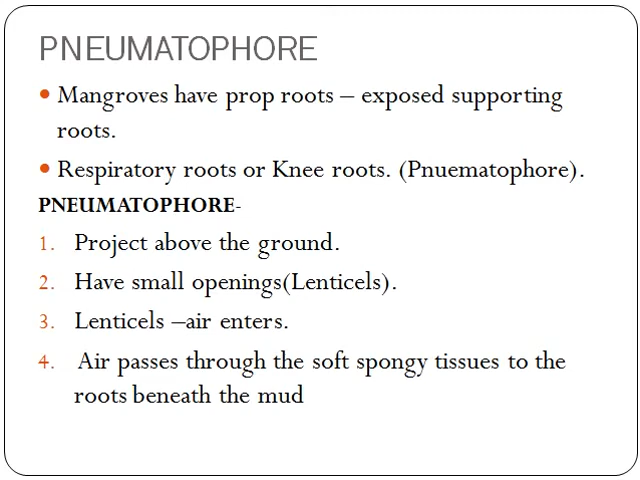 PNEUMATOPHORE
• Mangroves have prop roots – exposed supporting
roots.
• Respiratory roots or Knee roots. (Pnuematophore).
PNEUMATOPHORE-
1. Project above the ground.
2. Have small openings(Lenticels).
3. Lenticels –air enters.
4. Air passes through the soft spongy tissues to the
roots beneath the mud